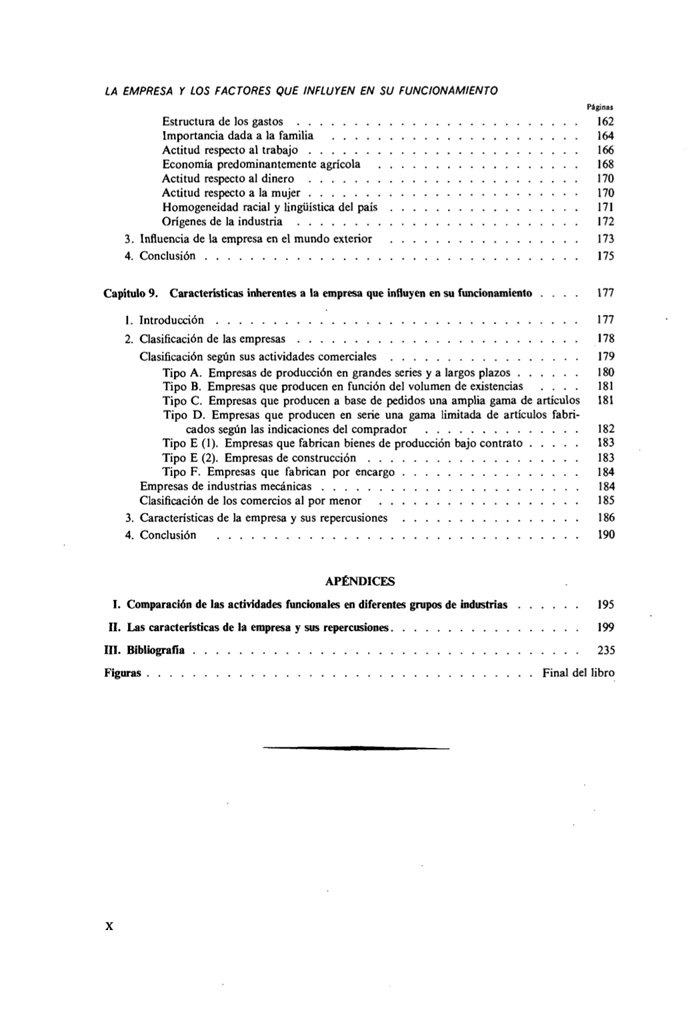 LA EMPRESA Y LOS FACTORES QUE INFLUYEN EN SU FUNCIONAMIENTO
Páginas
Estructura de los gastos . . . . . . . . . . . . . . . . . . . . . . . . . 162
Importancia dada a la familia . . . . . . . . . . . . . . . . . . . . . . 164
Actitud respecto al trabajo . . . . . . . . . . . . . . . . . . . . . . . . 166
Economía predominantemente agrícola . . . . . . . . . . . . . . . . . . 168
Actitud respecto al dinero . . . . . . . . . . . . . . . . . . . . . . . . 170
Actitud respecto a la mujer . . . . . . . . . . . . . . . . . . . . . . . . 170
Homogeneidad racial y lingüística del país . . . . . . . . . . . . . . . . . 171
Orígenes de la industria . . . . . . . . . . . . . . . . . . . . . . . . . 172
3. Influencia de la empresa en el mundo exterior . . . . . . . . . . . . . . . . . 173
4. Conclusión . . . . . . . . . . . . . . . . . . . . . . . . . . . . . . . . . 175
Capítulo 9. Características inherentes a la empresa que influyen en su funcionamiento . . . . 177
1. Introducción . . . . . . . . . . . . . . . . . . . . . . . . . . . . . . . . 177
2. Clasificación de las empresas . . . . . . . . . . . . . . . . . . . . . . . . . 178
Clasificación según sus actividades comerciales . . . . . . . . . . . . . . . . . 179
Tipo A. Empresas de producción en grandes series y a largos plazos . . . . . . 180
Tipo B. Empresas que producen en función del volumen de existencias . . . . 181
Tipo C. Empresas que producen a base de pedidos una amplia gama de artículos 181
Tipo D. Empresas que producen en serie una gama limitada de artículos fabri-
cados según las indicaciones del comprador . . . . . . . . . . . . . . 182
Tipo E (1). Empresas que fabrican bienes de producción bajo contrato . . . . . 183
Tipo E (2). Empresas de construcción . . . . . . . . . . . . . . . . . . . 183
Tipo F. Empresas que fabrican por encargo . . . . . . . . . . . . . . . . 184
Empresas de industrias mecánicas . . . . . . . . . . . . . . . . . . . . . . . 184
Clasificación de los comercios al por menor . . . . . . . . . . . . . . . . . . 185
3. Características de la empresa y sus repercusiones . . . . . . . . . . . . . . . . 186
4. Conclusión . . . . . . . . . . . . . . . . . . . . . . . . . . . . . . . . 190
APÉNDICES
I. Comparación de las actividades funcionales en diferentes grupos de industrias . . . . . . 195
II. Las características de la empresa y sus repercusiones. . . . . . . . . . . . . . . . . 199
III. Bibliografía . . . . . . . . . . . . . . . . . . . . . . . . . . . . . . . . . . 235
Figuras . . . . . . . . . . . . . . . . . . . . . . . . . . . . . . . . . . Final del libro
X